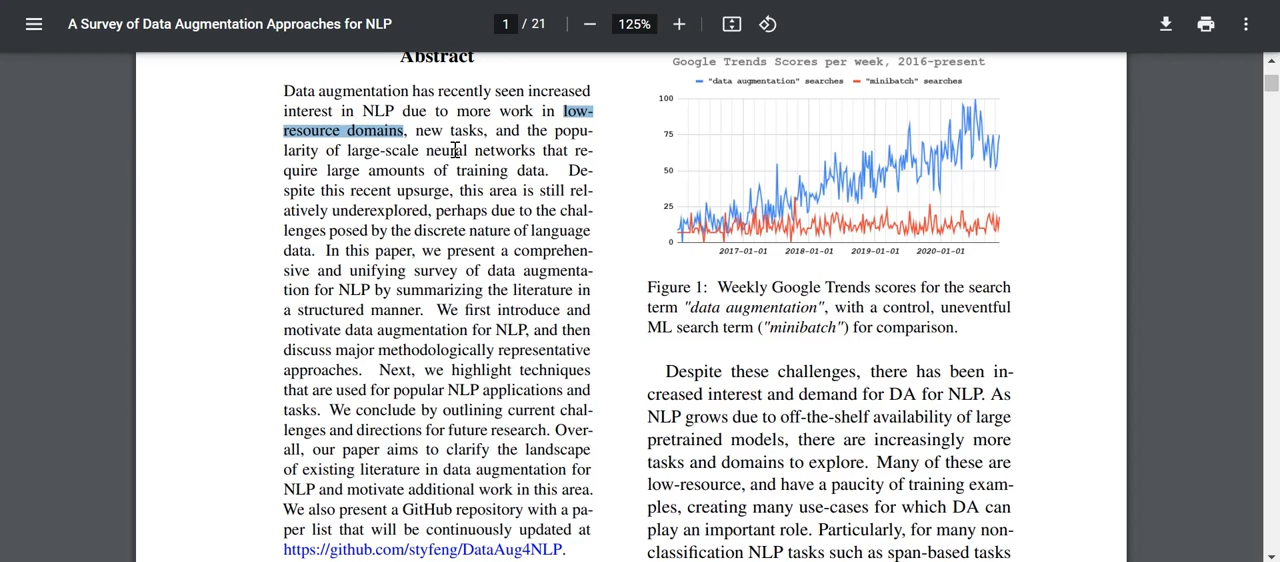 A Survey of Data Augmentation Approaches for NLP
1 / 21
125%
Abstract
Data augmentation has recently seen increased
interest in NLP due to more work in low-
resource domains, new tasks, and the popu-
larity of large-scale neural networks that re-
quire large amounts of training data. De-
spite this recent upsurge, this area is still rel-
atively underexplored, perhaps due to the chal-
lenges posed by the discrete nature of language
data. In this paper, we present a comprehen-
sive and unifying survey of data augmenta-
tion for NLP by summarizing the literature in
a structured manner. We first introduce and
motivate data augmentation for NLP, and then
discuss major methodologically representative
approaches. Next, we highlight techniques
that are used for popular NLP applications and
tasks. We conclude by outlining current chal-
lenges and directions for future research. Over-
all, our paper aims to clarify the landscape
of existing literature in data augmentation for
NLP and motivate additional work in this area.
We also present a GitHub repository with a pa-
per list that will be continuously updated at
https://github.com/styfeng/DataAug4NLP.
Google Trends Scores per week, 2016-present
"data augmentation" searches "minibatch" searches
100
75
50
25
0
2017-01-01 2018-01-01 2019-01-01 2020-01-01
Figure 1: Weekly Google Trends scores for the search
term "data augmentation", with a control, uneventful
ML search term ("minibatch") for comparison.
Despite these challenges, there has been in-
creased interest and demand for DA for NLP. As
NLP grows due to off-the-shelf availability of large
pretrained models, there are increasingly more
tasks and domains to explore. Many of these are
low-resource, and have a paucity of training exam-
ples, creating many use-cases for which DA can
play an important role. Particularly, for many non-
classification NLP tasks such as span-based tasks